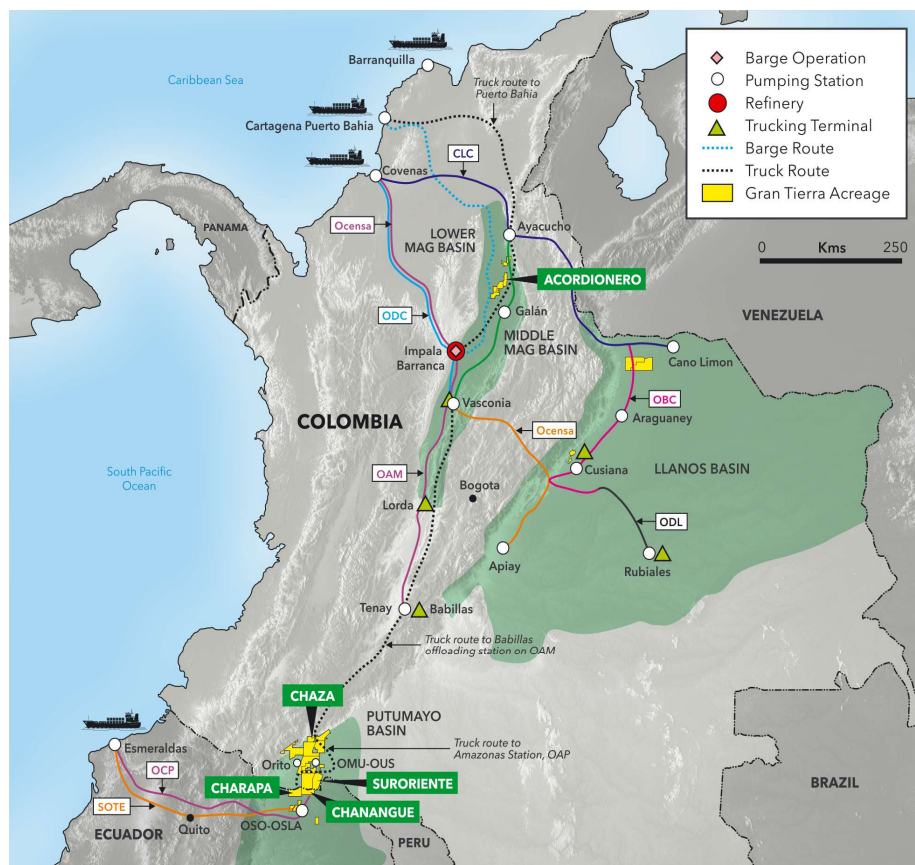 Barranquilla
Caribbean Sea
Truck route to
Puerto Bahia
Cartagena Puerto Bahia
CLC
Covenas
Ocensa
LOWER
MAG BASIN
Ayacucho
PANAMA
ACORDIONERO
ODC
Galán
MIDDLE
MAG BASIN
VENEZUELA
Impala
Barranca
Cano Limon
COLOMBIA
Vasconia
OBC
Araguaney
Ocensa
South Pacific
Ocean
OAM
Cusiana
LLANOS BASIN
Bogota
Lorda
ODL
Apiay
Rubiales
Tenay
Babillas
Truck route to Babillas
offloading station on OAM
CHAZA
PUTUMAYO
BASIN
Esmeraldas
Truck route to
Amazonas Station, OAP
OCP
Orito
OMU-OUS
SURORIENTE
CHARAPA
BRAZIL
SOTE
CHANANGUE
OSO-OSLA
Quito
ECUADOR
PERU
Barge Operation
Pumping Station
Refinery
Trucking Terminal
Barge Route
Truck Route
Gran Tierra Acreage
0 Kms 250